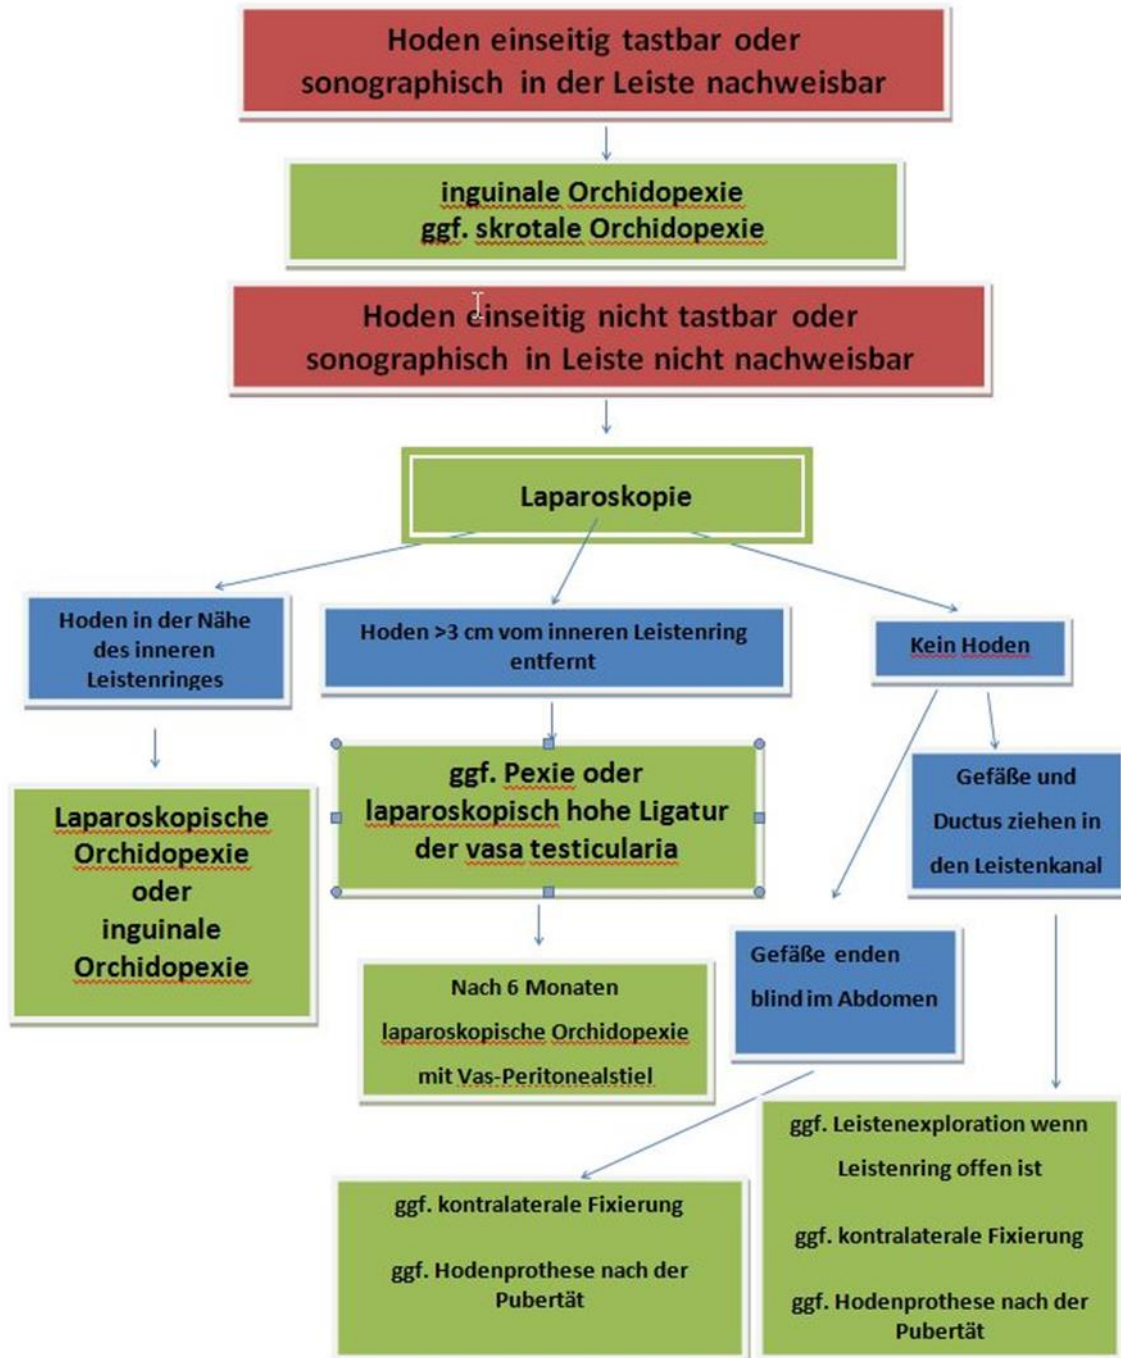 Hoden einseitig tastbar oder
sonographisch in der Leiste nachweisbar
inguinale Orchidopexie
ggf. skrotale Orchidopexie
Hoden einseitig nicht tastbar oder
sonographisch in Leiste nicht nachweisbar
Laparoskopie
Hoden in der Nähe
des inneren
Leistenringes
Hoden >3 cm vom inneren Leistenring
entfernt
Kein Hoden
Laparoskopische
Orchidopexie
oder
inguinale
Orchidopexie
ggf. Pexie oder
laparoskopisch hohe Ligatur
der vasa testicularia
Gefäße und
Ductus ziehen in
den Leistenkanal
Nach 6 Monaten
laparoskopische Orchidopexie
mit Vas-Peritonealstiel
Gefäße enden
blind im Abdomen
ggf. kontralaterale Fixierung
ggf. Hodenprothese nach der
Pubertät
ggf. Leistenexploration wenn
Leistenring offen ist
ggf. kontralaterale Fixierung
ggf. Hodenprothese nach der
Pubertät